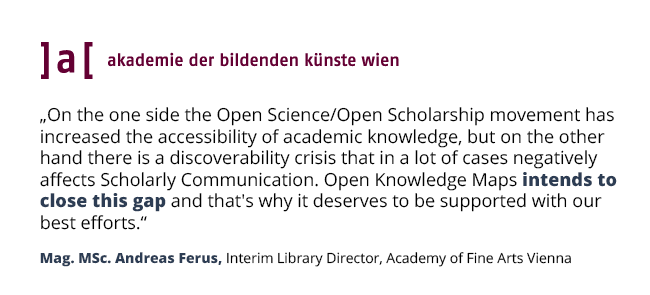 ]a[ akademie der bildenden künste wien
„On the one side the Open Science/Open Scholarship movement has
increased the accessibility of academic knowledge, but on the other
hand there is a discoverability crisis that in a lot of cases negatively
affects Scholarly Communication. Open Knowledge Maps intends to
close this gap and that's why it deserves to be supported with our
best efforts.“
Mag. MSc. Andreas Ferus, Interim Library Director, Academy of Fine Arts Vienna